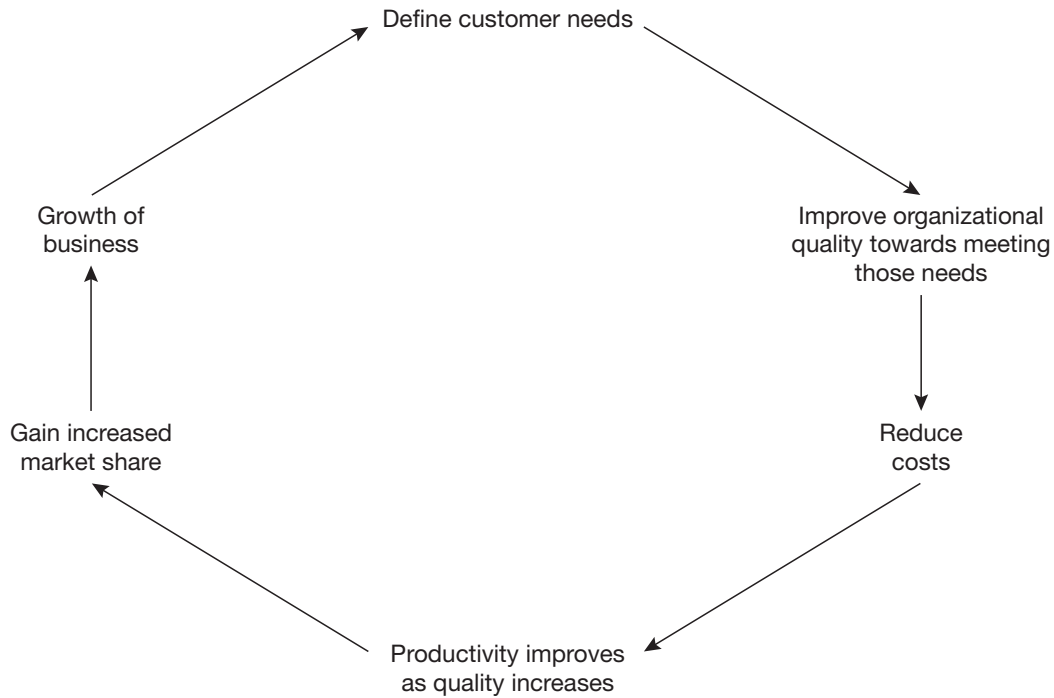 Define customer needs
Improve organizational
quality towards meeting
those needs
Reduce
costs
Productivity improves
as quality increases
Gain increased
market share
Growth of
business